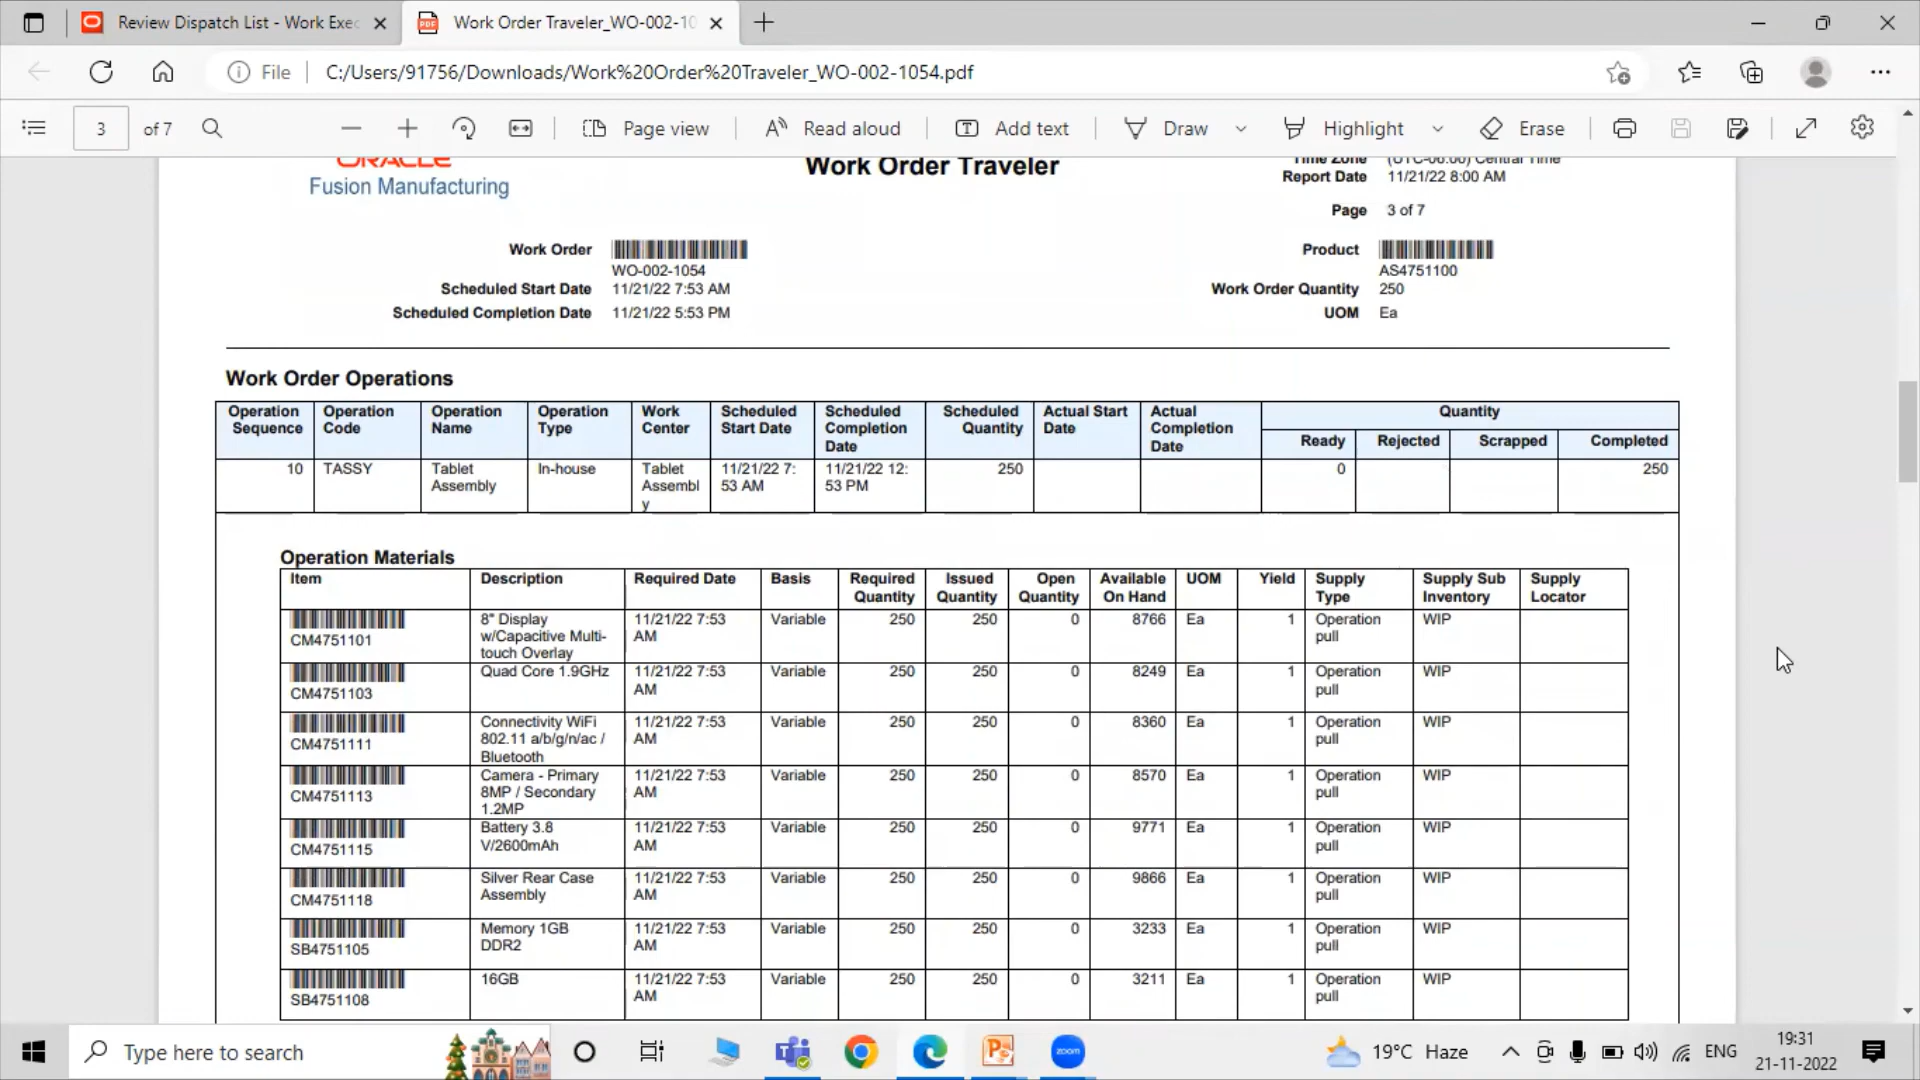 Review Dispatch List - Work Exec
Work Order Traveler_WO-002-10
File
C:/Users/91756/Downloads/Work%20Order%20Traveler_WO-002-1054.pdf
3 of 7
Page view
Read aloud
Add text
Draw
Highlight
Erase
ORACLE
Fusion Manufacturing
Work Order Traveler
Time Zone (UTC-06:00) Central Time
Report Date 11/21/22 8:00 AM
Page 3 of 7
Work Order
WO-002-1054
Scheduled Start Date 11/21/22 7:53 AM
Scheduled Completion Date 11/21/22 5:53 PM
Product
AS4751100
Work Order Quantity 250
UOM Ea
Work Order Operations
Operation Sequence Operation Code Operation Name Operation Type Work Center Scheduled Start Date Scheduled Completion Date Scheduled Quantity Actual Start Date Actual Completion Date Quantity
Ready Rejected Scrapped Completed
10 TASSY Tablet Assembly In-house Tablet Assembl y 11/21/22 7: 53 AM 11/21/22 12: 53 PM 250 0 250
Operation Materials
Item Description Required Date Basis Required Quantity Issued Quantity Open Quantity Available On Hand UOM Yield Supply Type Supply Sub Inventory Supply Locator
CM4751101 8" Display w/Capacitive Multi-touch Overlay 11/21/22 7:53 AM Variable 250 250 0 8766 Ea 1 Operation pull WIP
CM4751103 Quad Core 1.9GHz 11/21/22 7:53 AM Variable 250 250 0 8249 Ea 1 Operation pull WIP
CM4751111 Connectivity WiFi 802.11 a/b/g/n/ac / Bluetooth 11/21/22 7:53 AM Variable 250 250 0 8360 Ea 1 Operation pull WIP
CM4751113 Camera - Primary 8MP / Secondary 1.2MP 11/21/22 7:53 AM Variable 250 250 0 8570 Ea 1 Operation pull WIP
CM4751115 Battery 3.8 V/2600mAh 11/21/22 7:53 AM Variable 250 250 0 9771 Ea 1 Operation pull WIP
CM4751118 Silver Rear Case Assembly 11/21/22 7:53 AM Variable 250 250 0 9866 Ea 1 Operation pull WIP
SB4751105 Memory 1GB DDR2 11/21/22 7:53 AM Variable 250 250 0 3233 Ea 1 Operation pull WIP
SB4751108 16GB 11/21/22 7:53 AM Variable 250 250 0 3211 Ea 1 Operation pull WIP
Type here to search
zoom
19°C Haze
ENG
19:31
21-11-2022